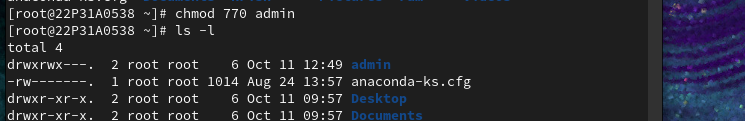 [root@22P31A0538 ~]# chmod 770 admin
[root@22P31A0538 ~]# ls -l
total 4
drwxrwx---. 2 root root    6 Oct 11 12:49 admin
-rw-------. 1 root root 1014 Aug 24 13:57 anaconda-ks.cfg
drwxr-xr-x. 2 root root    6 Oct 11 09:57 Desktop
drwxr-xr-x. 2 root root    6 Oct 11 09:57 Documents